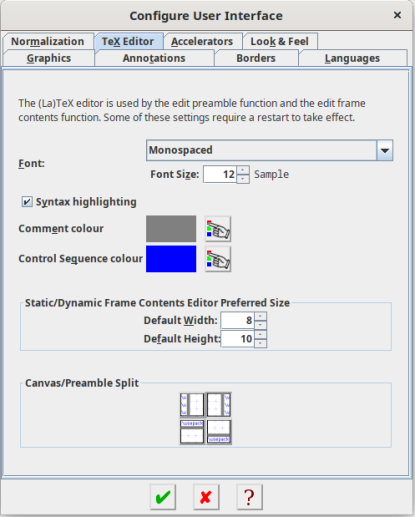 Configure User Interface ×
Normalization TeX Editor Accelerators Look & Feel
Graphics Annotations Borders Languages
The (La)TeX editor is used by the edit preamble function and the edit frame
contents function. Some of these settings require a restart to take effect.
Font: Monospaced
Font Size: 12 Sample
Syntax highlighting
Comment colour
Control Sequence colour
Static/Dynamic Frame Contents Editor Preferred Size
Default Width: 8
Default Height: 10
Canvas/Preamble Split
?